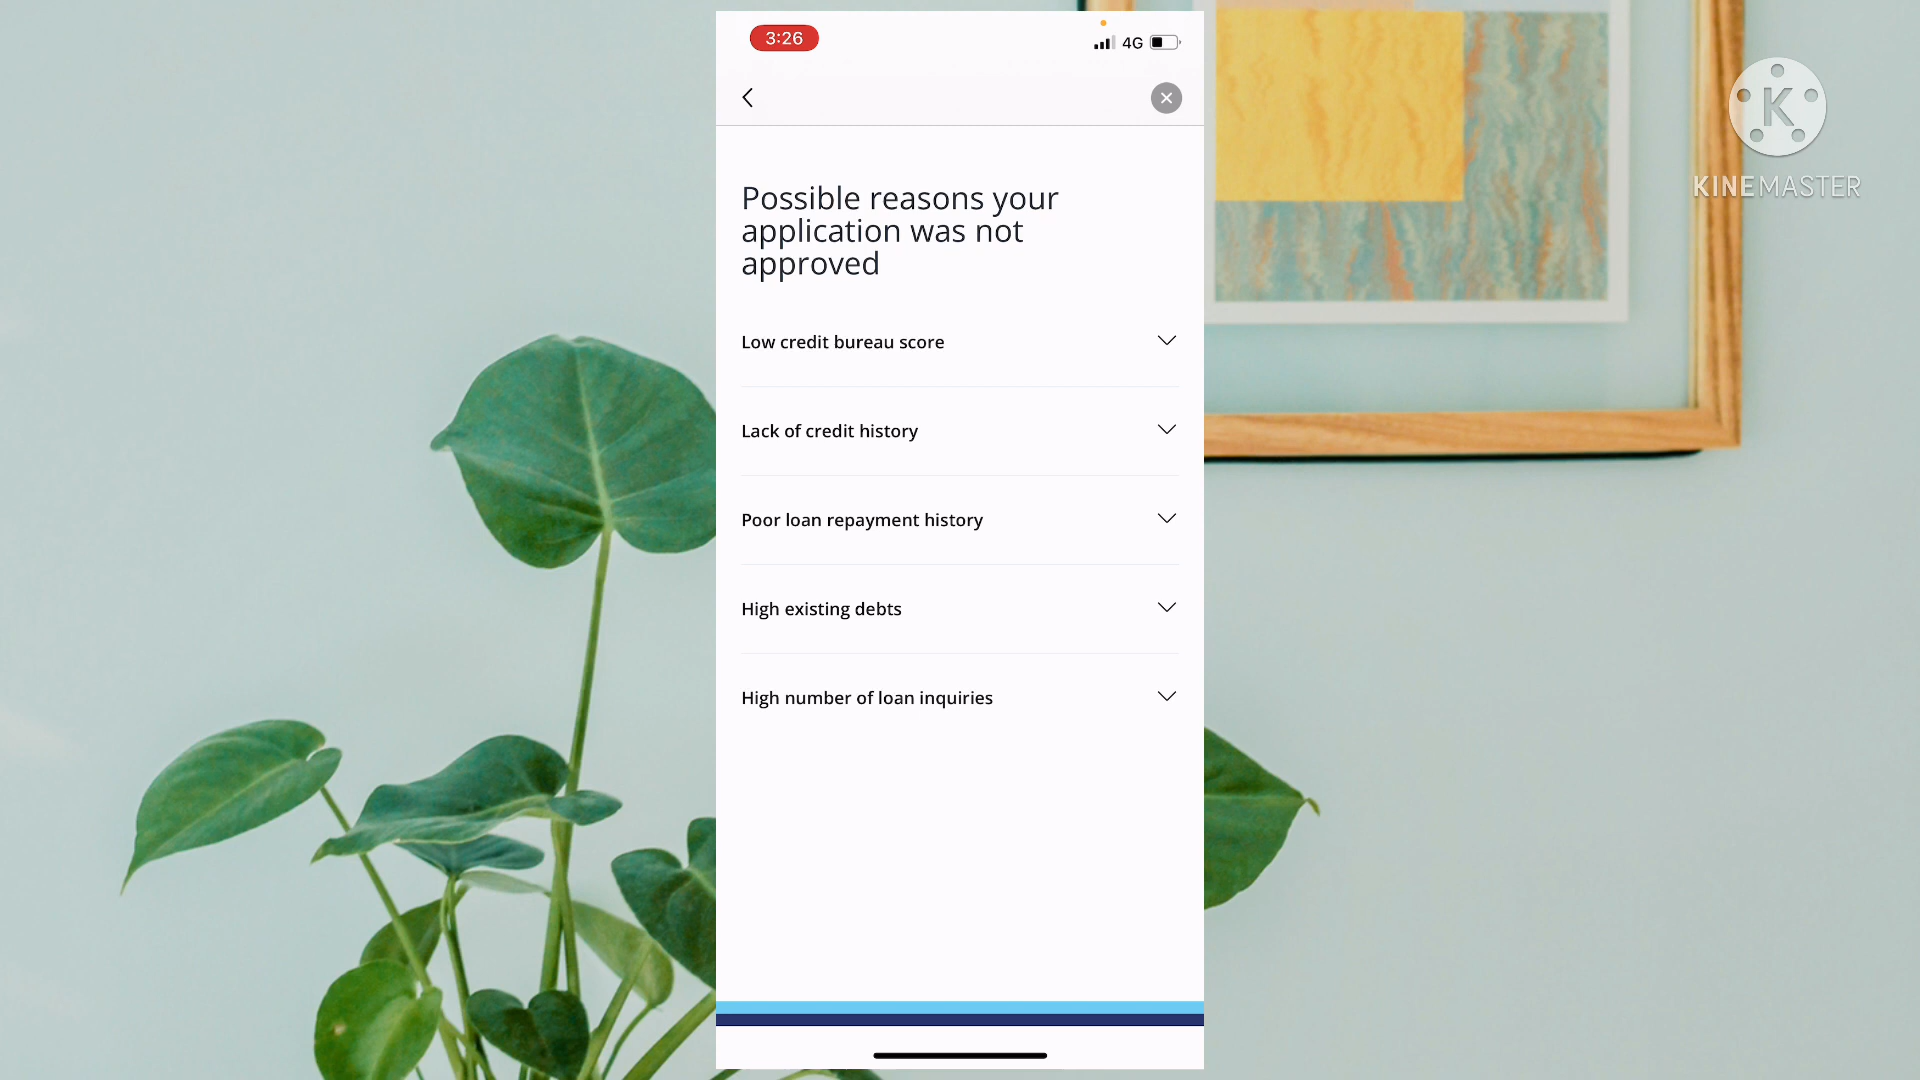 3:26
4G
KINEMASTER
Possible reasons your
application was not
approved
Low credit bureau score
Lack of credit history
Poor loan repayment history
High existing debts
High number of loan inquiries